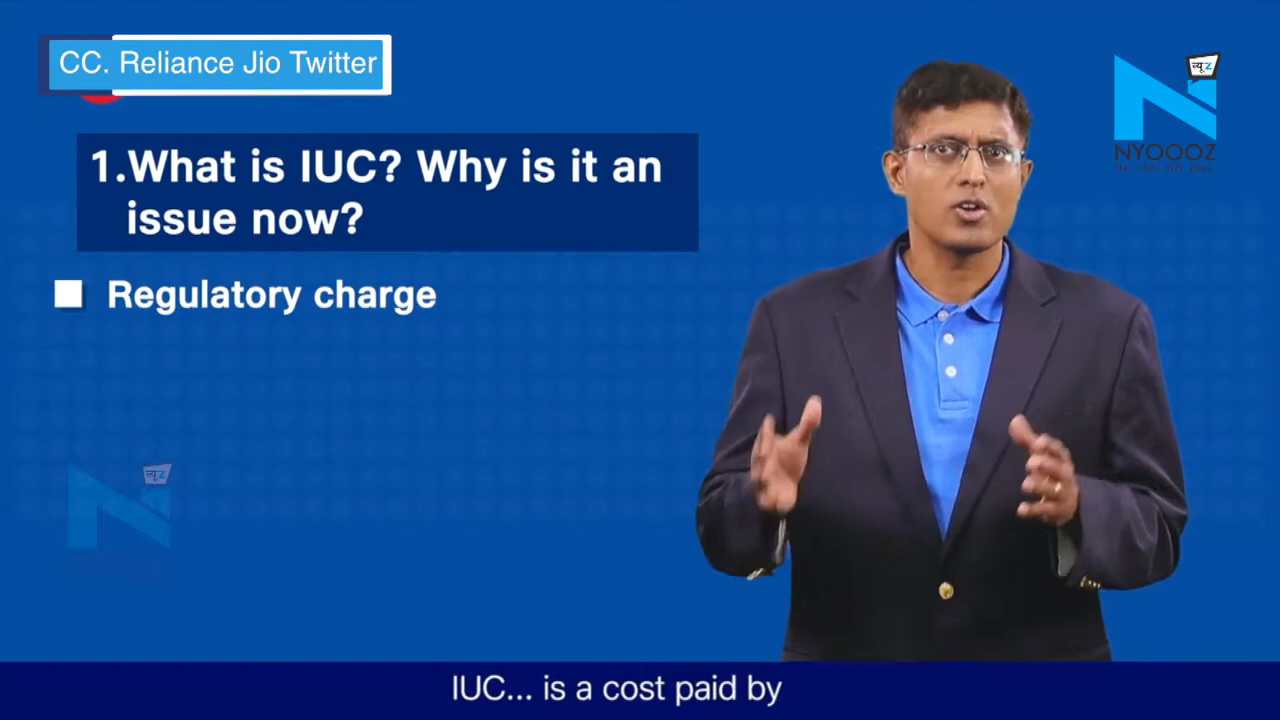 CC. Reliance Jio Twitter
न्यूz
NYOOOZ
1.What is IUC? Why is it an
issue now?
Regulatory charge
न्यूz
IUC... is a cost paid by